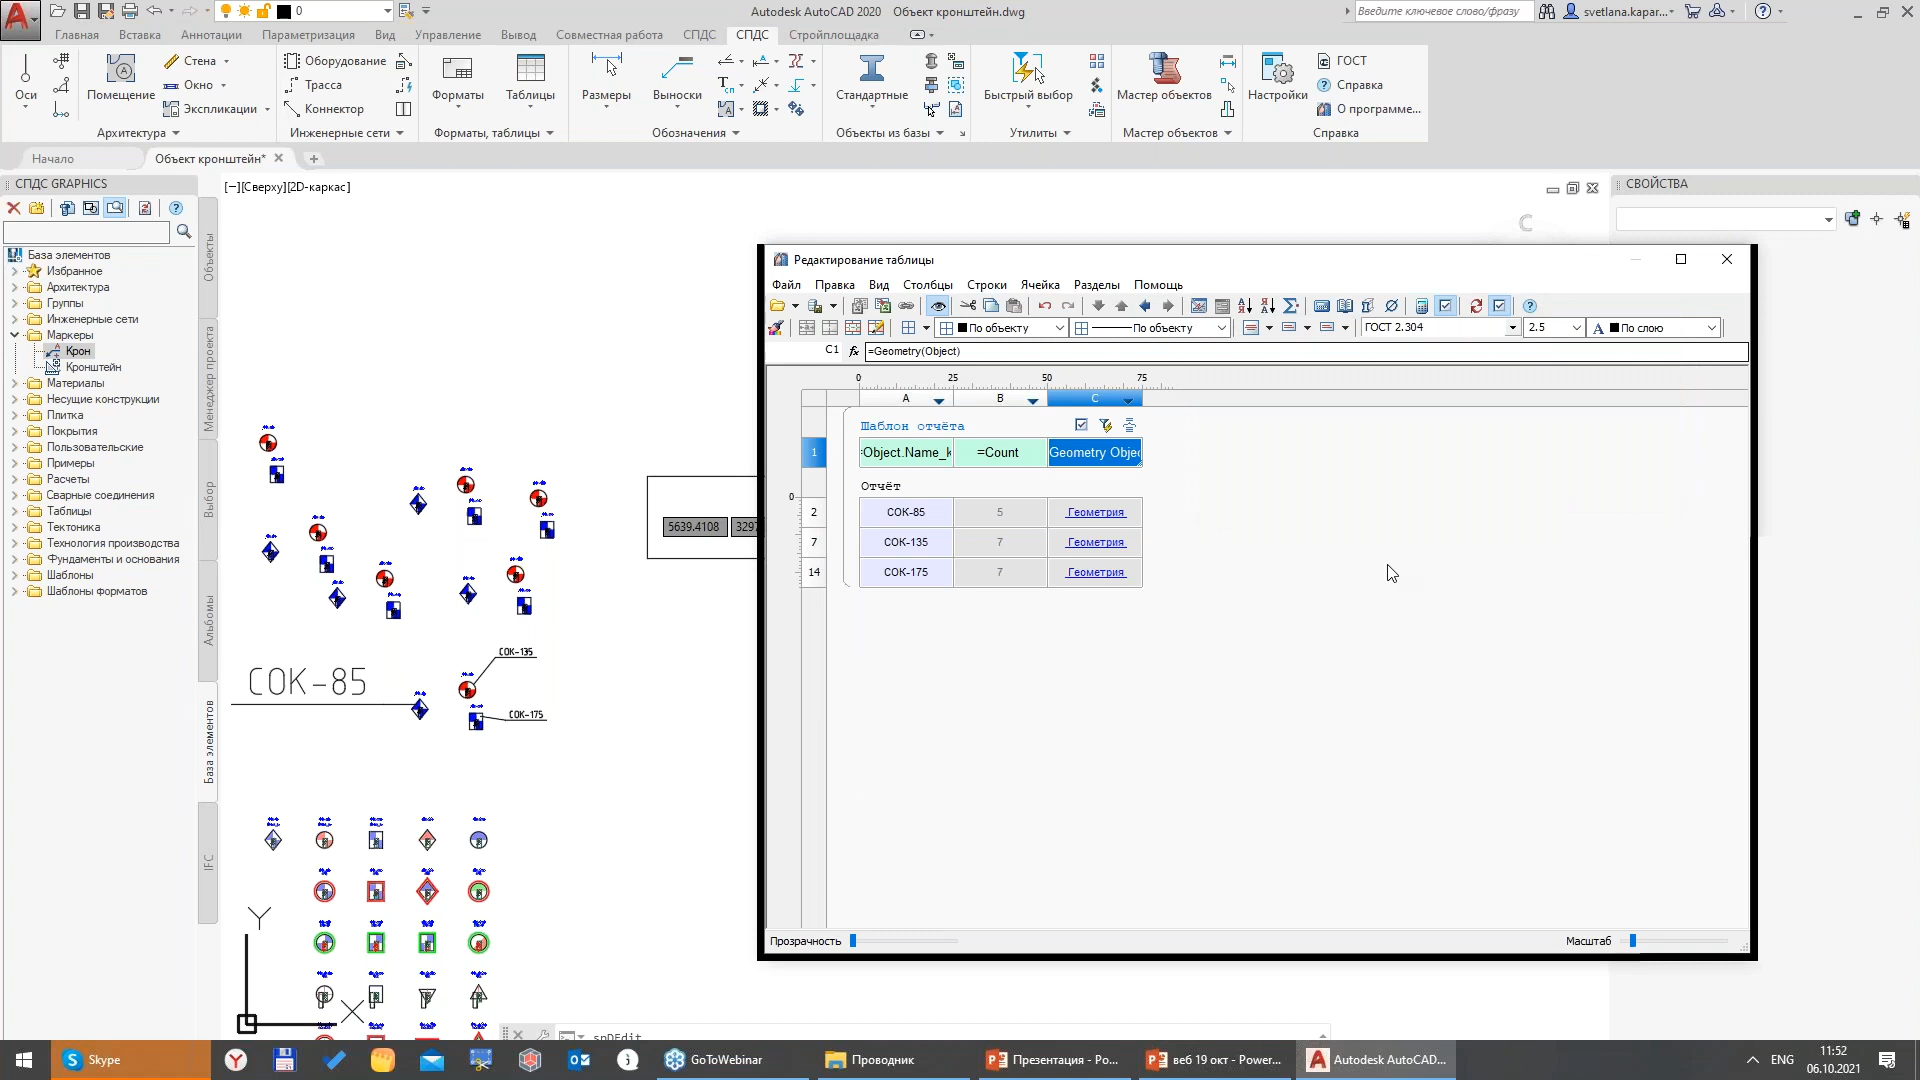 Autodesk AutoCAD 2020 Объект кронштейн.dwg
0
Введите ключевое слово/фразу
svetlana.kapar...
Главная Вставка Аннотации Параметризация Вид Управление Вывод Совместная работа СПДС СПДС Стройплощадка
Оси
Помещение
Стена
Окно
Экспликации
Оборудование
Трасса
Коннектор
Форматы
Таблицы
Размеры
Выноски
Стандартные
Быстрый выбор
Мастер объектов
Настройки
ГОСТ
Справка
О программе...
Архитектура
Инженерные сети
Форматы, таблицы
Обозначения
Объекты из базы
Утилиты
Мастер объектов
Справка
Начало
Объект кронштейн*
СПДС GRAPHICS
[−][Сверху][2D-каркас]
СВОЙСТВА
База элементов
Избранное
Архитектура
Группы
Инженерные сети
Маркеры
Крон
Кронштейн
Материалы
Несущие конструкции
Плитка
Покрытия
Пользовательские
Примеры
Расчеты
Сварные соединения
Таблицы
Тектоника
Технология производства
Фундаменты и основания
Шаблоны
Шаблоны форматов
Объекты
Менеджер проекта
Выбор
Альбомы
База элементов
IFC
5639.4108
СОК-135
СОК-85
СОК-175
Y
X
Редактирование таблицы
Файл Правка Вид Столбцы Строки Ячейка Разделы Помощь
По объекту
По объекту
ГОСТ 2.304
2.5
По слою
C1
fx
=Geometry(Object)
0 25 50 75
A B C
Шаблон отчёта
1
=Count
Отчёт
0
2 СОК-85 5 Геометрия
7 СОК-135 7 Геометрия
14 СОК-175 7 Геометрия
Прозрачность
Масштаб
spDEdit
Skype
GoToWebinar
Проводник
Презентация - Po...
веб 19 окт - Power...
Autodesk AutoCAD...
ENG
11:52
06.10.2021